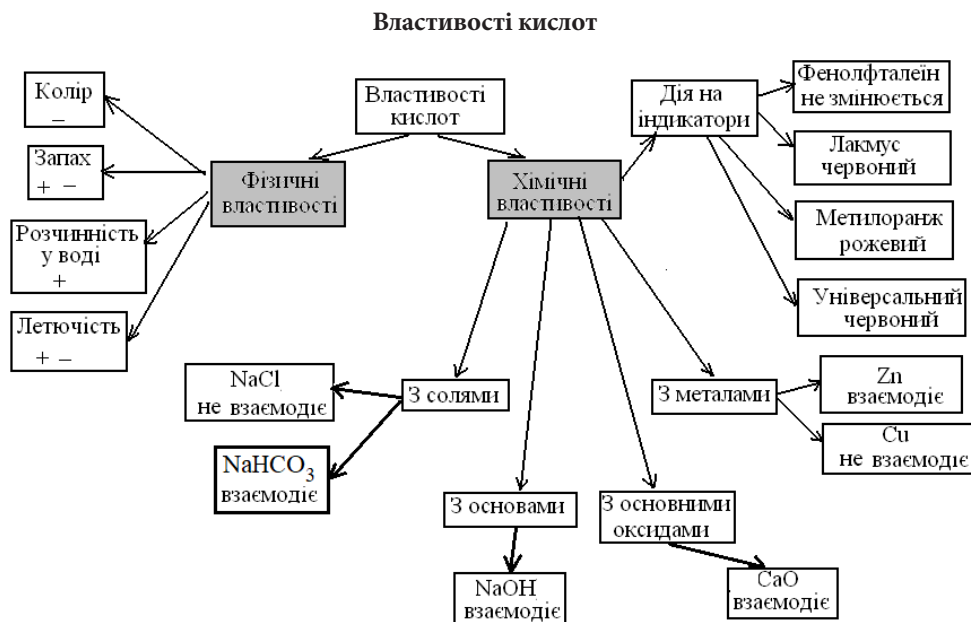 Властивості кислот
Властивості
кислот
Фізичні
властивості
Колір
–
Запах
+ –
Розчинність
у воді
+
Летючість
+ –
Хімічні
властивості
Дія на
індикатори
Фенолфталеїн
не змінюється
Лакмус
червоний
Метилоранж
рожевий
Універсальний
червоний
З солями
NaCl
не взаємодіє
NaHCO₃
взаємодіє
З основами
NaOH
взаємодіє
З основними
оксидами
CaO
взаємодіє
З металами
Zn
взаємодіє
Cu
не взаємодіє